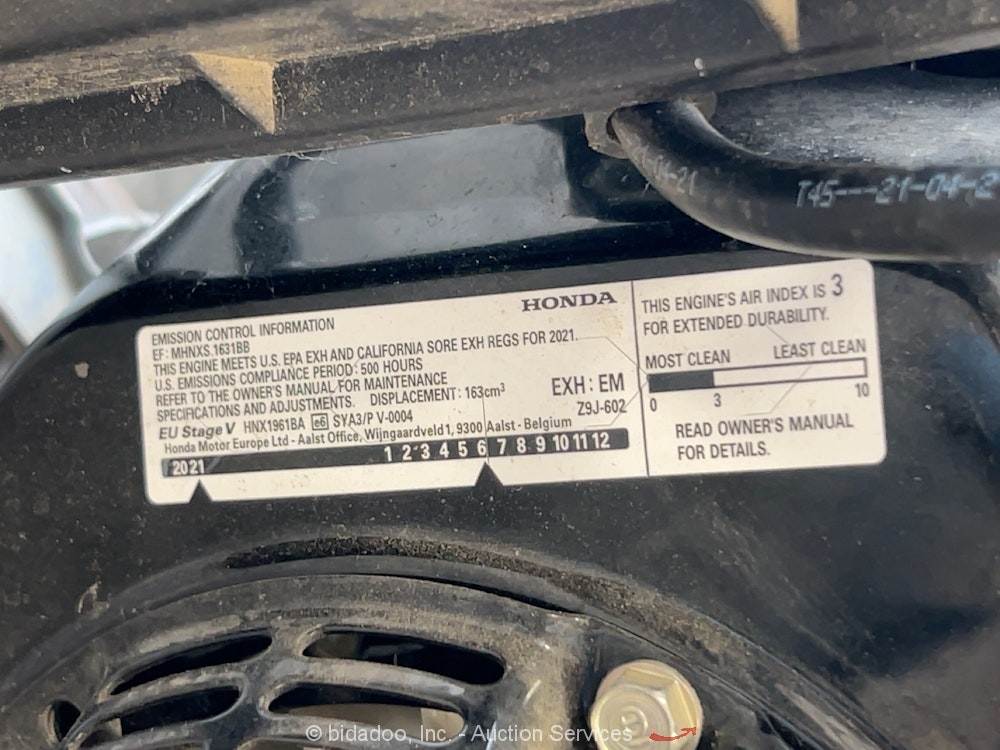 04-21
T45---21-04-2
HONDA
EMISSION CONTROL INFORMATION
EF: MHNXS.1631BB
THIS ENGINE MEETS U.S. EPA EXH AND CALIFORNIA SORE EXH REGS FOR 2021.
U.S. EMISSIONS COMPLIANCE PERIOD: 500 HOURS
REFER TO THE OWNER'S MANUAL FOR MAINTENANCE
SPECIFICATIONS AND ADJUSTMENTS. DISPLACEMENT: 163cm³
EXH: EM
Z9J-602
EU Stage V HNX1961BA e6 SYA3/P V-0004
Honda Motor Europe Ltd - Aalst Office, Wijngaardveld 1, 9300 Aalst - Belgium
2021 1 2 3 4 5 6 7 8 9 10 11 12
THIS ENGINE'S AIR INDEX IS 3
FOR EXTENDED DURABILITY.
MOST CLEAN LEAST CLEAN
0 3 10
READ OWNER'S MANUAL
FOR DETAILS.
© bidadoo, Inc. - Auction Services